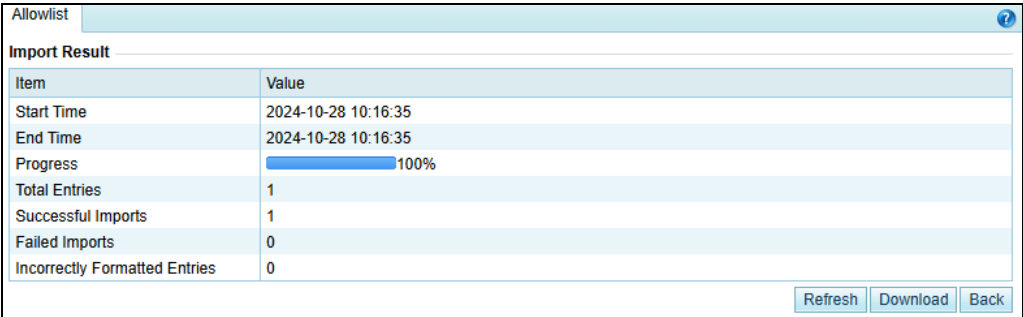 Allowlist
?
Import Result
Item Value
Start Time 2024-10-28 10:16:35
End Time 2024-10-28 10:16:35
Progress 100%
Total Entries 1
Successful Imports 1
Failed Imports 0
Incorrectly Formatted Entries 0
Refresh Download Back